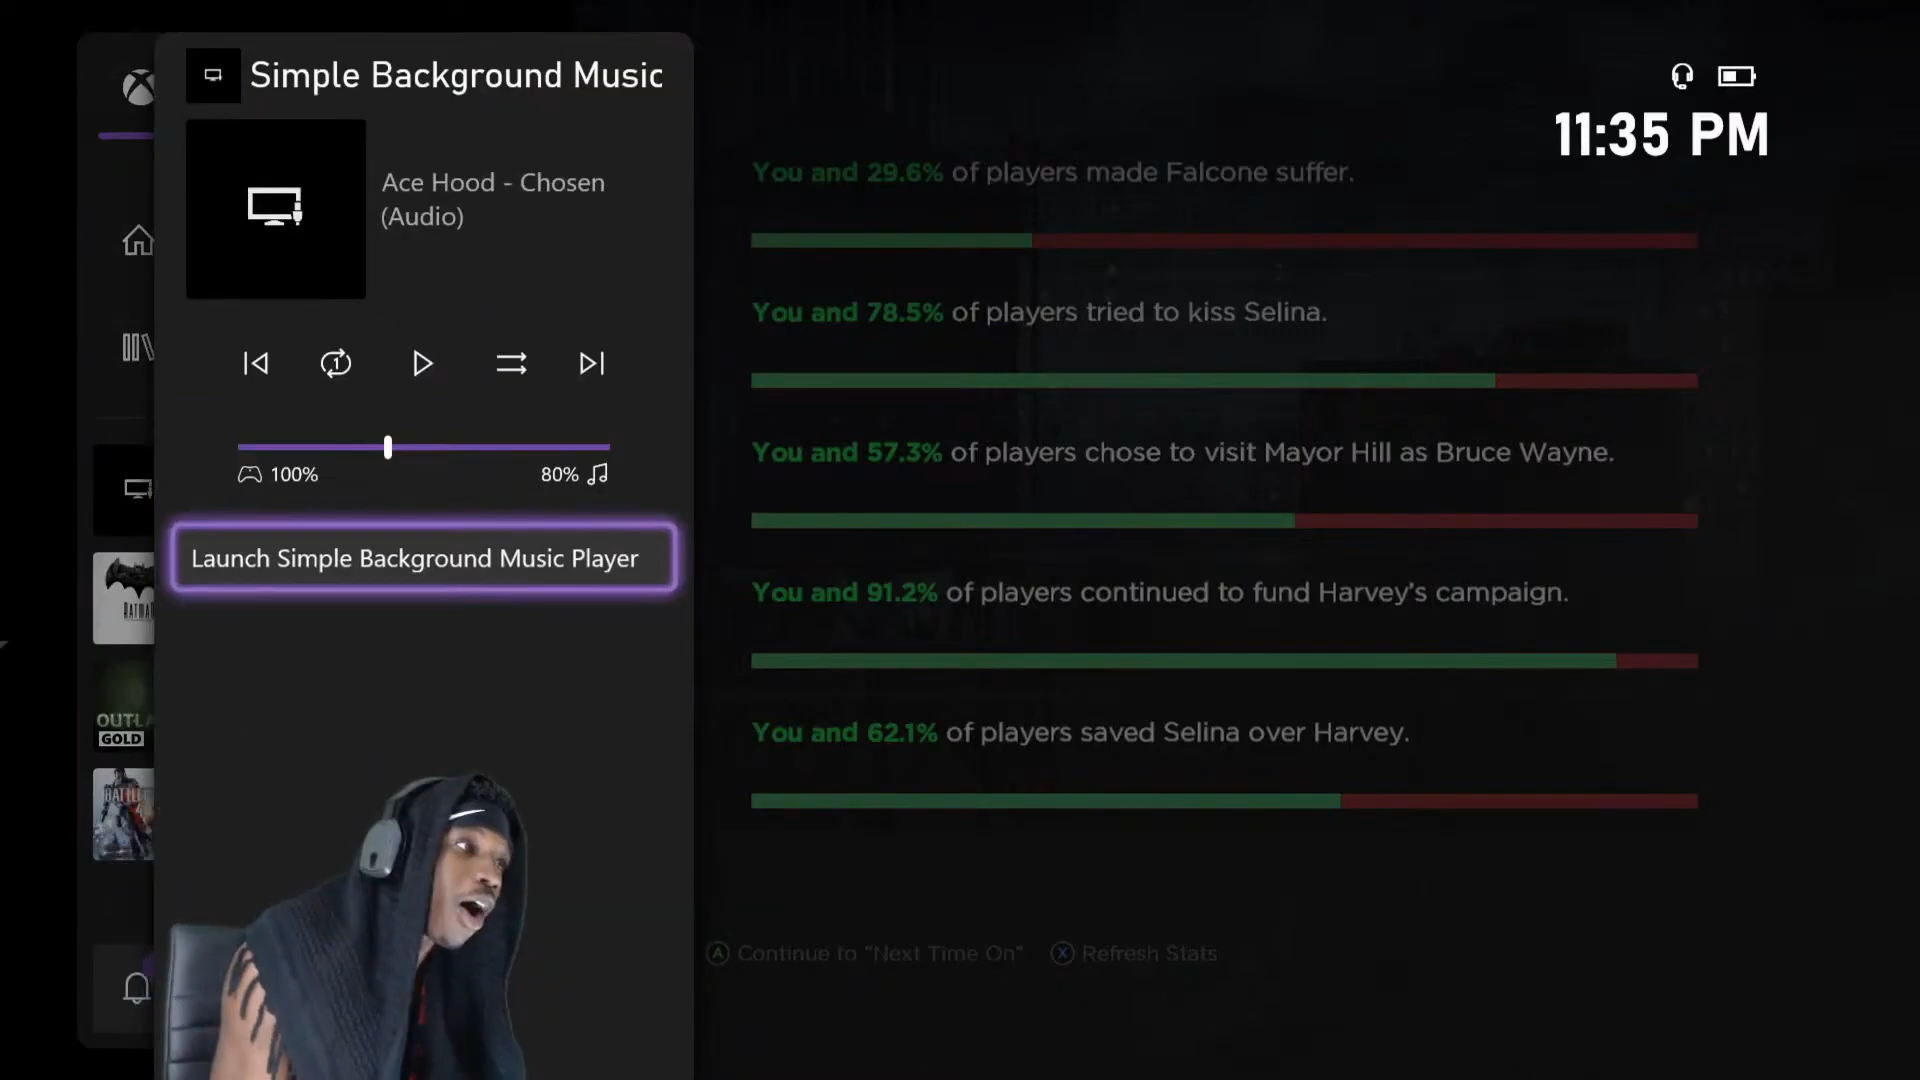 Simple Background Music
Ace Hood - Chosen
(Audio)
1
100%
80%
Launch Simple Background Music Player
BATMAN
OUTLA
GOLD
BATTLE
11:35 PM
You and 29.6% of players made Falcone suffer.
You and 78.5% of players tried to kiss Selina.
You and 57.3% of players chose to visit Mayor Hill as Bruce Wayne.
You and 91.2% of players continued to fund Harvey's campaign.
You and 62.1% of players saved Selina over Harvey.
A Continue to "Next Time On" X Refresh Stats